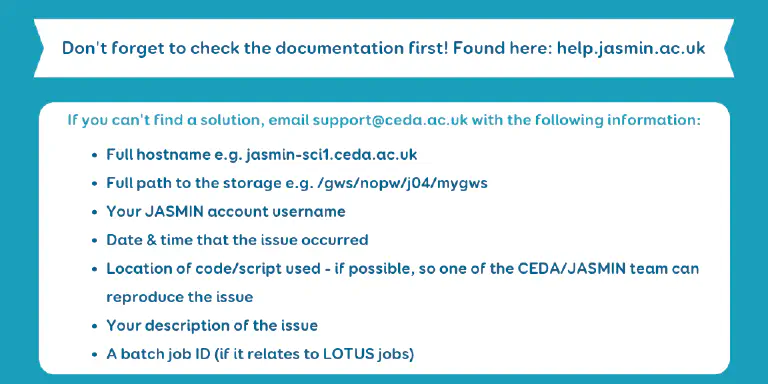 Don't forget to check the documentation first! Found here: help.jasmin.ac.uk
If you can't find a solution, email support@ceda.ac.uk with the following information:
• Full hostname e.g. jasmin-sci1.ceda.ac.uk
• Full path to the storage e.g. /gws/nopw/j04/mygws
• Your JASMIN account username
• Date & time that the issue occurred
• Location of code/script used - if possible, so one of the CEDA/JASMIN team can
reproduce the issue
• Your description of the issue
• A batch job ID (if it relates to LOTUS jobs)